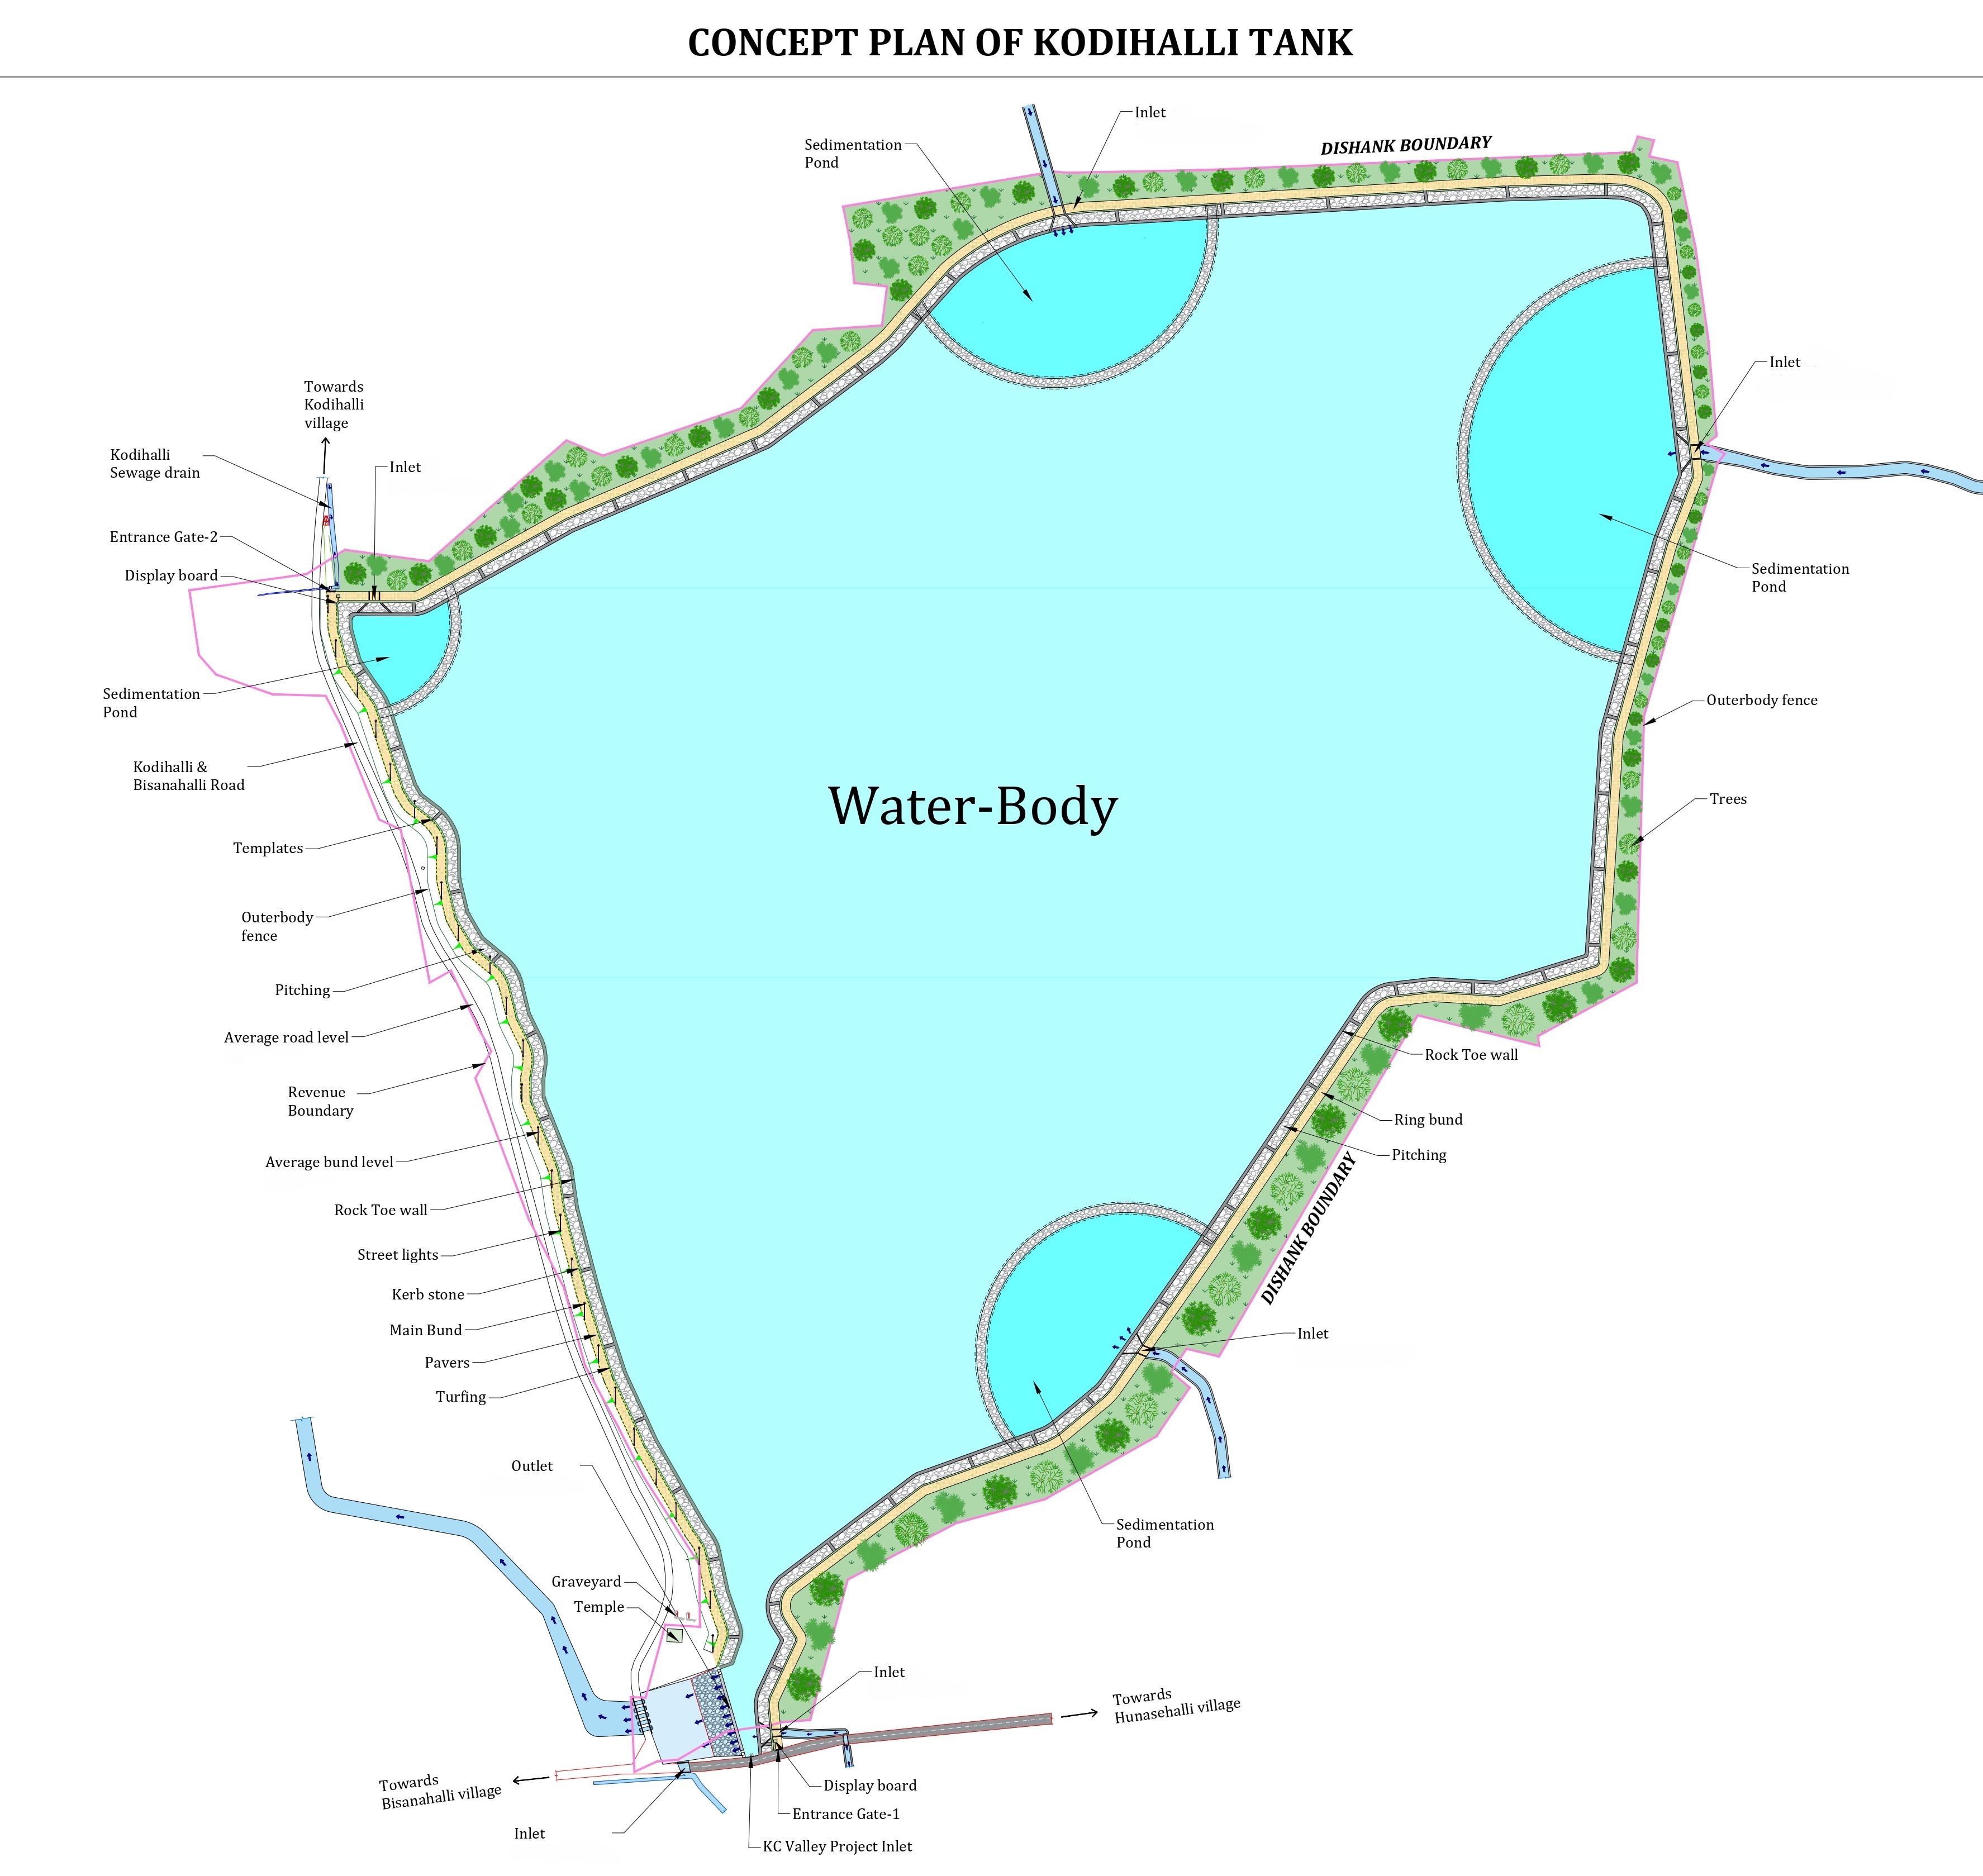 CONCEPT PLAN OF KODIHALLI TANK
Inlet
Sedimentation
Pond
DISHANK BOUNDARY
Inlet
Towards
Kodihalli
village
Kodihalli
Sewage drain
Inlet
Entrance Gate-2
Display board
Sedimentation
Pond
Sedimentation
Pond
Outerbody fence
Kodihalli &
Bisanahalli Road
Trees
Water-Body
Templates
Outerbody
fence
Pitching
Average road level
Rock Toe wall
Revenue
Boundary
Ring bund
Pitching
Average bund level
DISHANK BOUNDARY
Rock Toe wall
Street lights
Kerb stone
Main Bund
Inlet
Pavers
Turfing
Outlet
Sedimentation
Pond
Graveyard
Temple
Inlet
Towards
Hunasehalli village
Towards
Bisanahalli village
Display board
Entrance Gate-1
Inlet
KC Valley Project Inlet